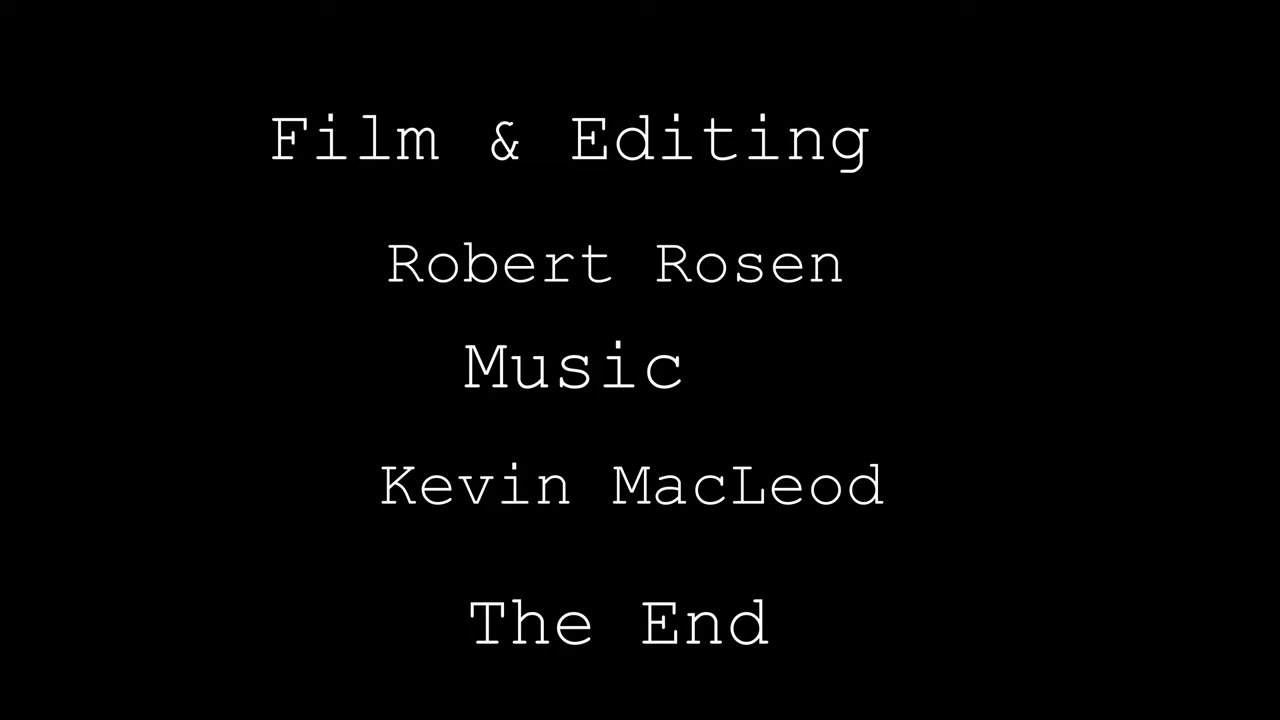 Film & Editing
Robert Rosen
Music
Kevin MacLeod
The End